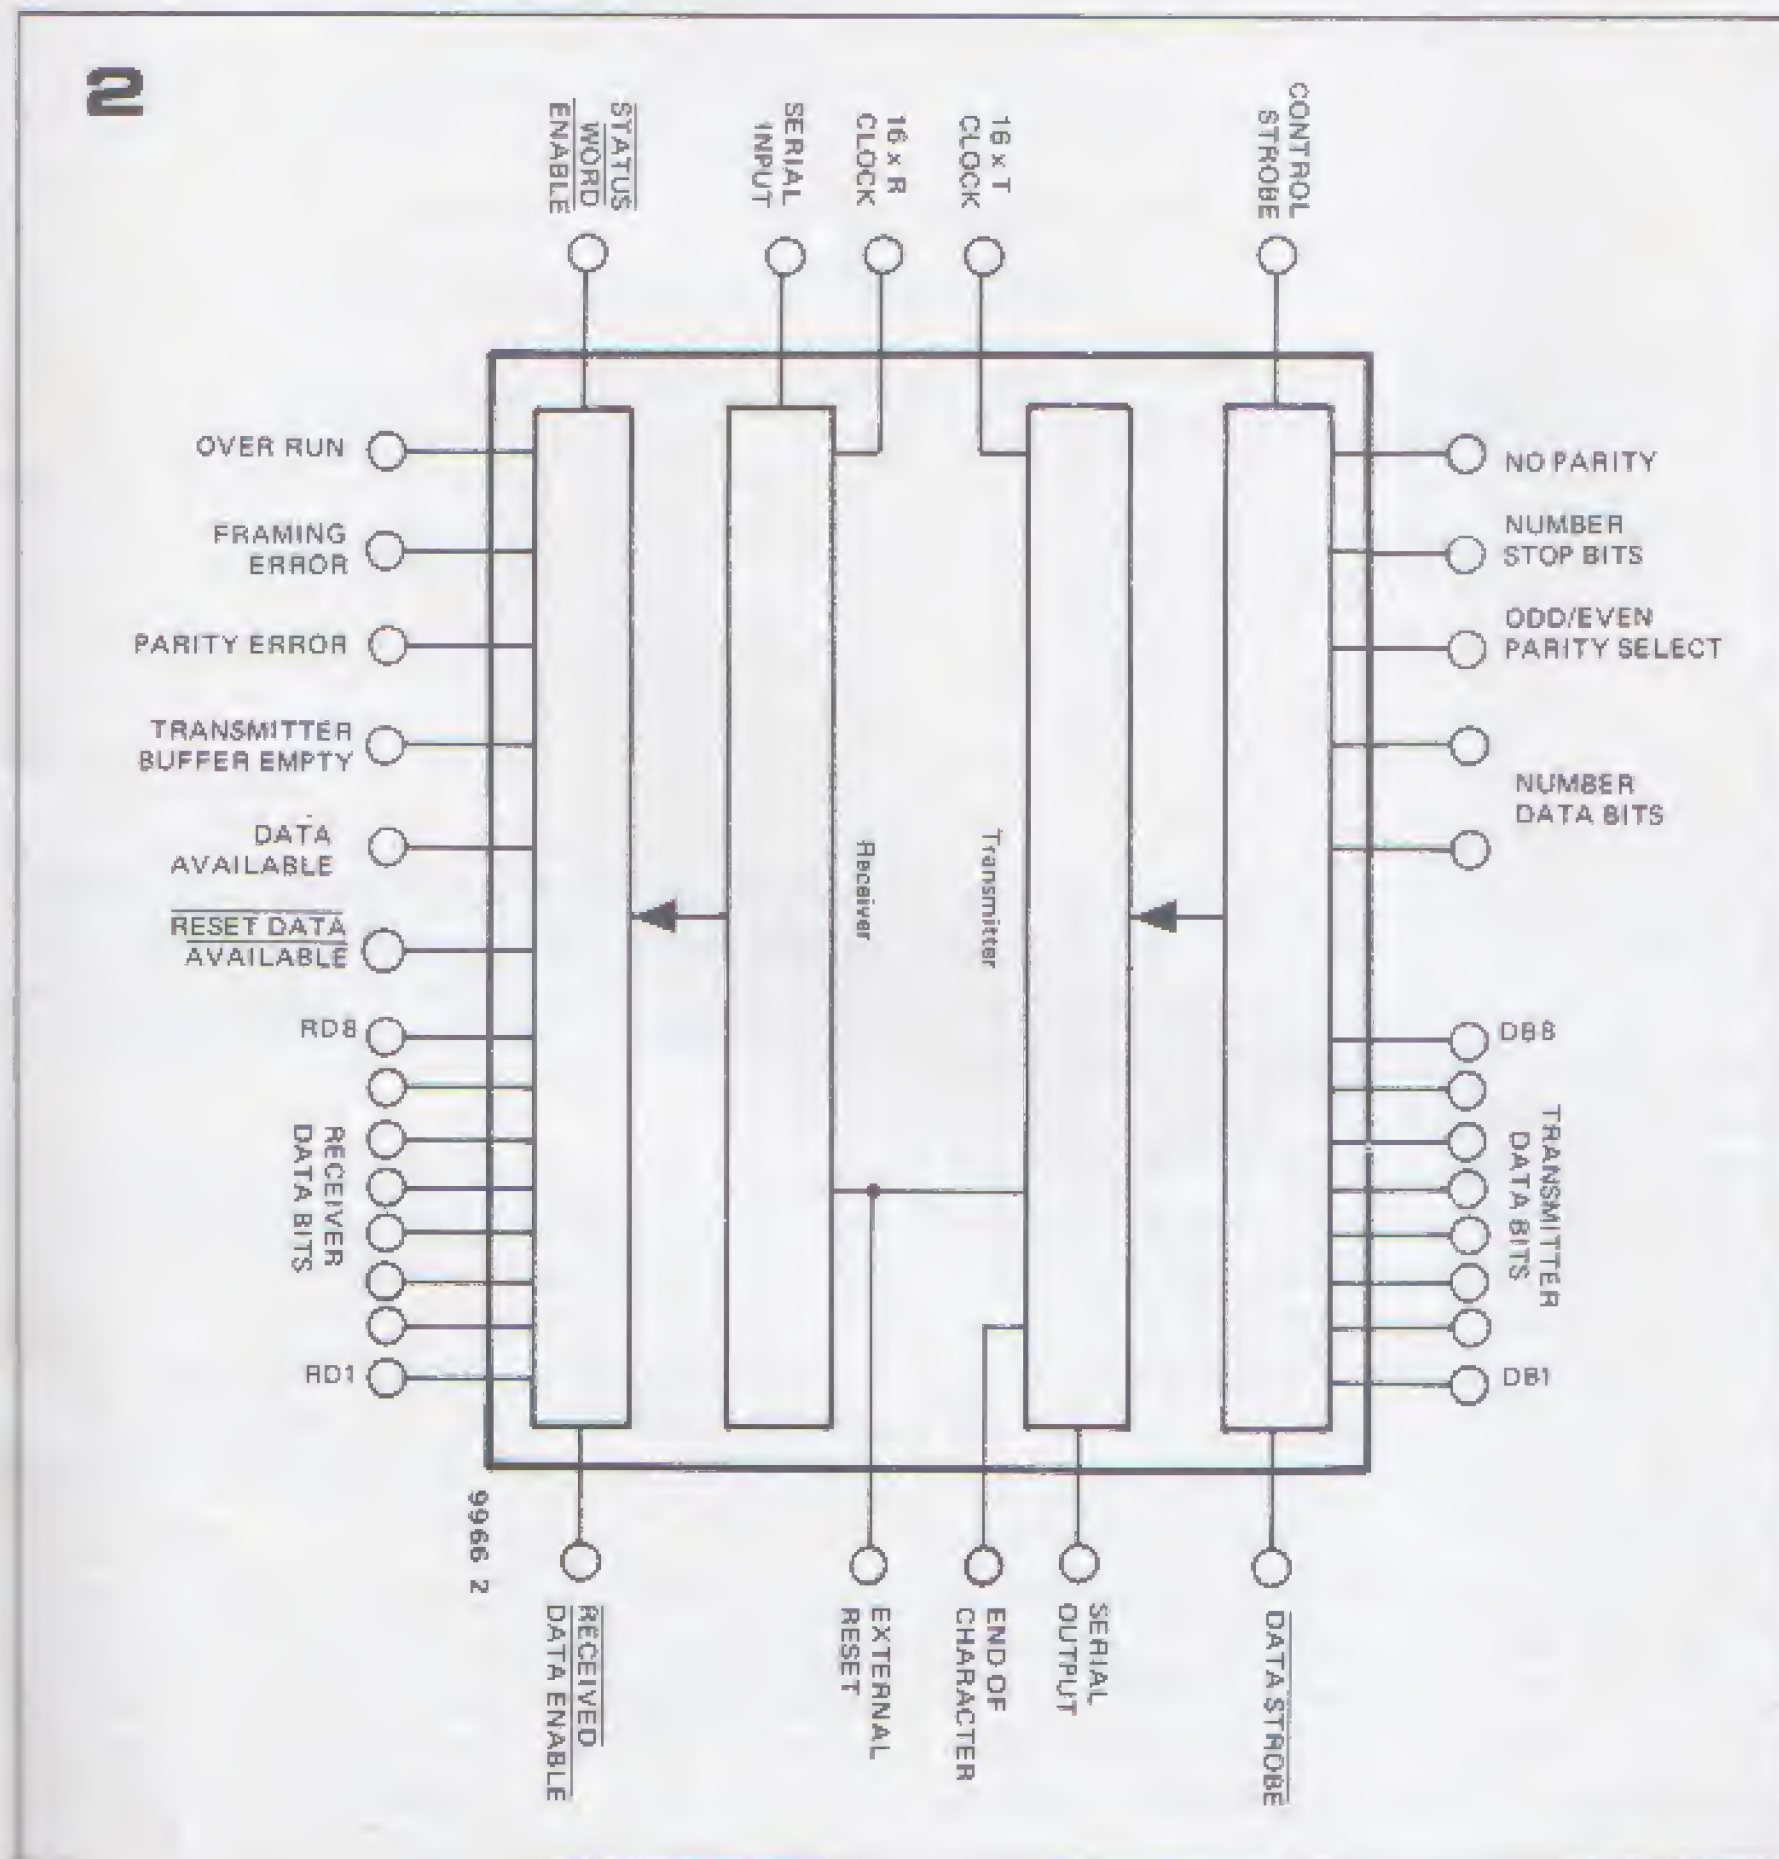 2
STATUS
WORD
ENABLE
SERIAL
INPUT
16 x R
CLOCK
16 x T
CLOCK
CONTROL
STROBE
OVER RUN
FRAMING
ERROR
PARITY ERROR
TRANSMITTER
BUFFER EMPTY
DATA
AVAILABLE
RESET DATA
AVAILABLE
RD8
RECEIVER
DATA BITS
RD1
Receiver
Transmitter
NO PARITY
NUMBER
STOP BITS
ODD/EVEN
PARITY SELECT
NUMBER
DATA BITS
DB8
TRANSMITTER
DATA BITS
DB1
9966 2
RECEIVED
DATA ENABLE
EXTERNAL
RESET
END OF
CHARACTER
SERIAL
OUTPUT
DATA STROBE